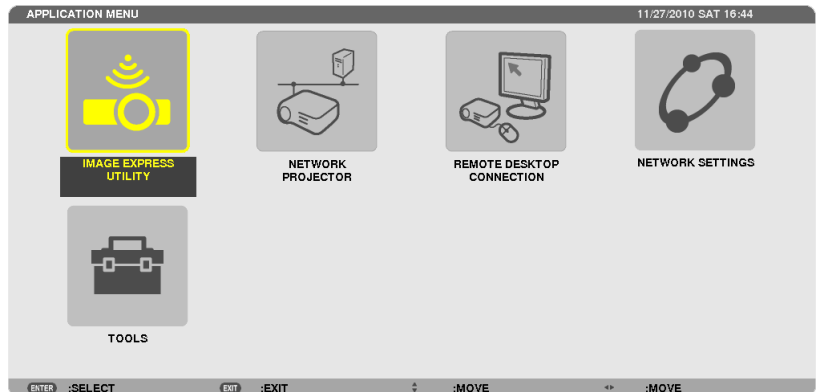 APPLICATION MENU 11/27/2010 SAT 16:44
IMAGE EXPRESS
UTILITY
NETWORK
PROJECTOR
REMOTE DESKTOP
CONNECTION
NETWORK SETTINGS
TOOLS
ENTER :SELECT EXIT :EXIT :MOVE :MOVE